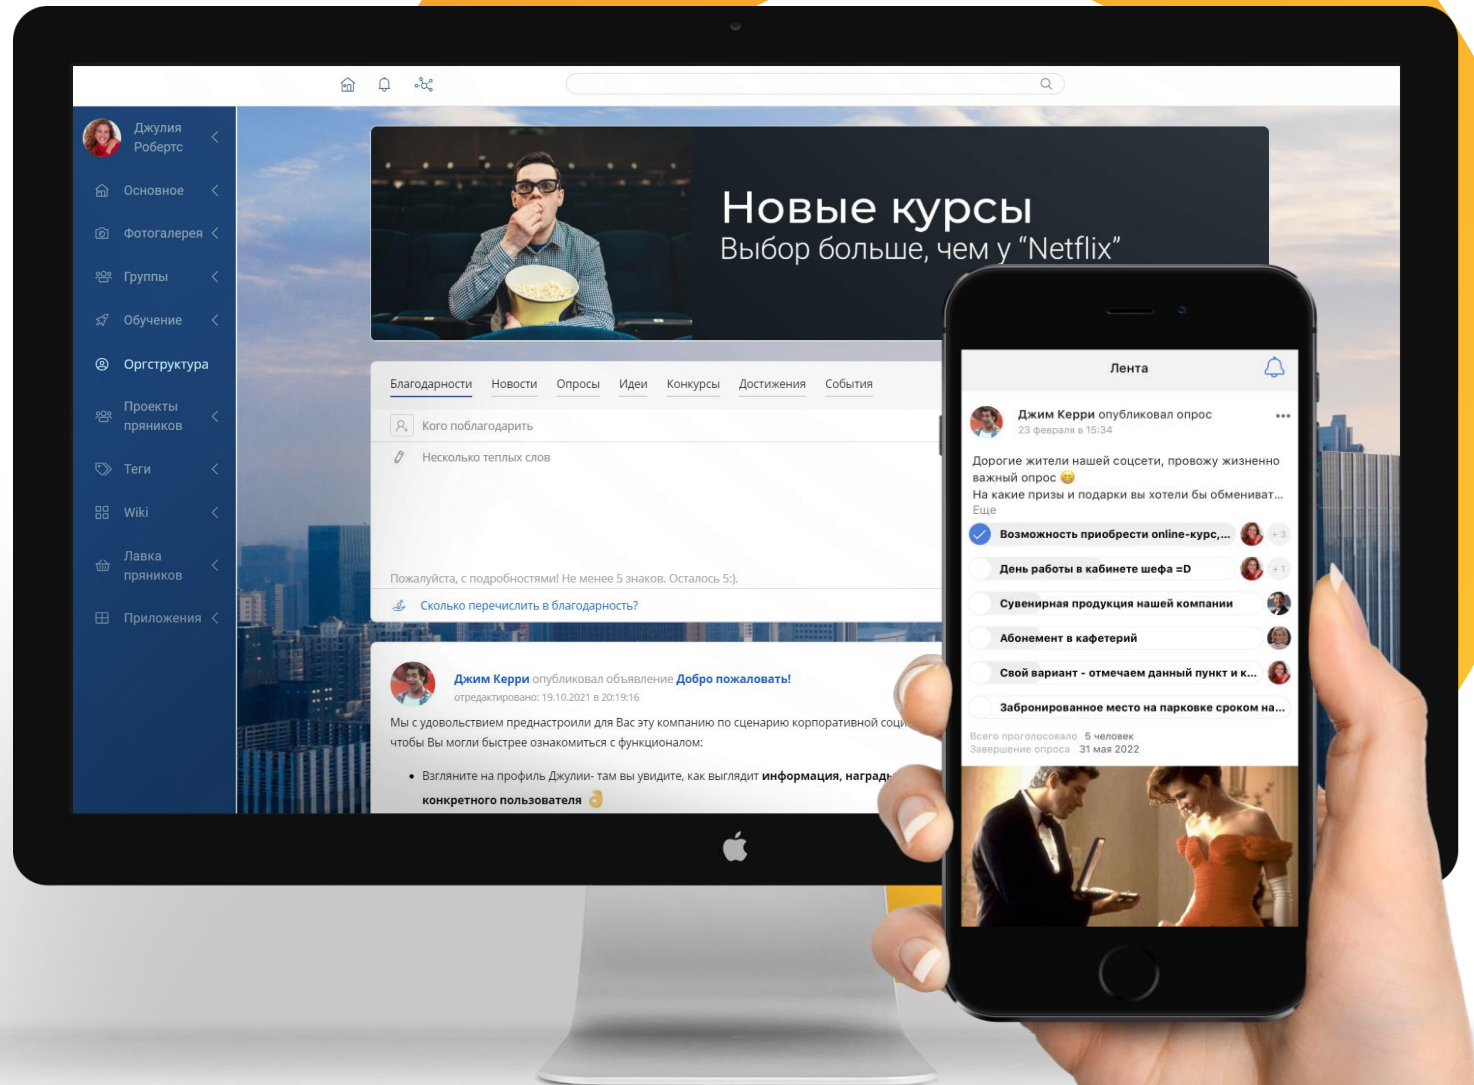 Джулия
Робертс
Основное
Фотогалерея
Группы
Обучение
Оргструктура
Проекты
пряников
Теги
Wiki
Лавка
пряников
Приложения
Новые курсы
Выбор больше, чем у “Netflix”
Благодарности Новости Опросы Идеи Конкурсы Достижения События
Кого поблагодарить
Несколько теплых слов
Пожалуйста, с подробностями! Не менее 5 знаков. Осталось 5:).
Сколько перечислить в благодарность?
Джим Керри опубликовал объявление Добро пожаловать!
отредактировано: 19.10.2021 в 20:19:16
Мы с удовольствием преднастроили для Вас эту компанию по сценарию корпоративной
чтобы Вы могли быстрее ознакомиться с функционалом:
• Взгляните на профиль Джулии- там вы увидите, как выглядит информация,
конкретного пользователя
Лента
Джим Керри опубликовал опрос
23 февраля в 15:34
Дорогие жители нашей соцсети, провожу жизненно
важный опрос 😁
На какие призы и подарки вы хотели бы обмениват...
Еще
Возможность приобрести online-курс,... + 3
День работы в кабинете шефа =D + 1
Сувенирная продукция нашей компании
Абонемент в кафетерий
Свой вариант - отмечаем данный пункт и к...
Забронированное место на парковке сроком на...
Всего проголосовало 5 человек
Завершение опроса 31 мая 2022